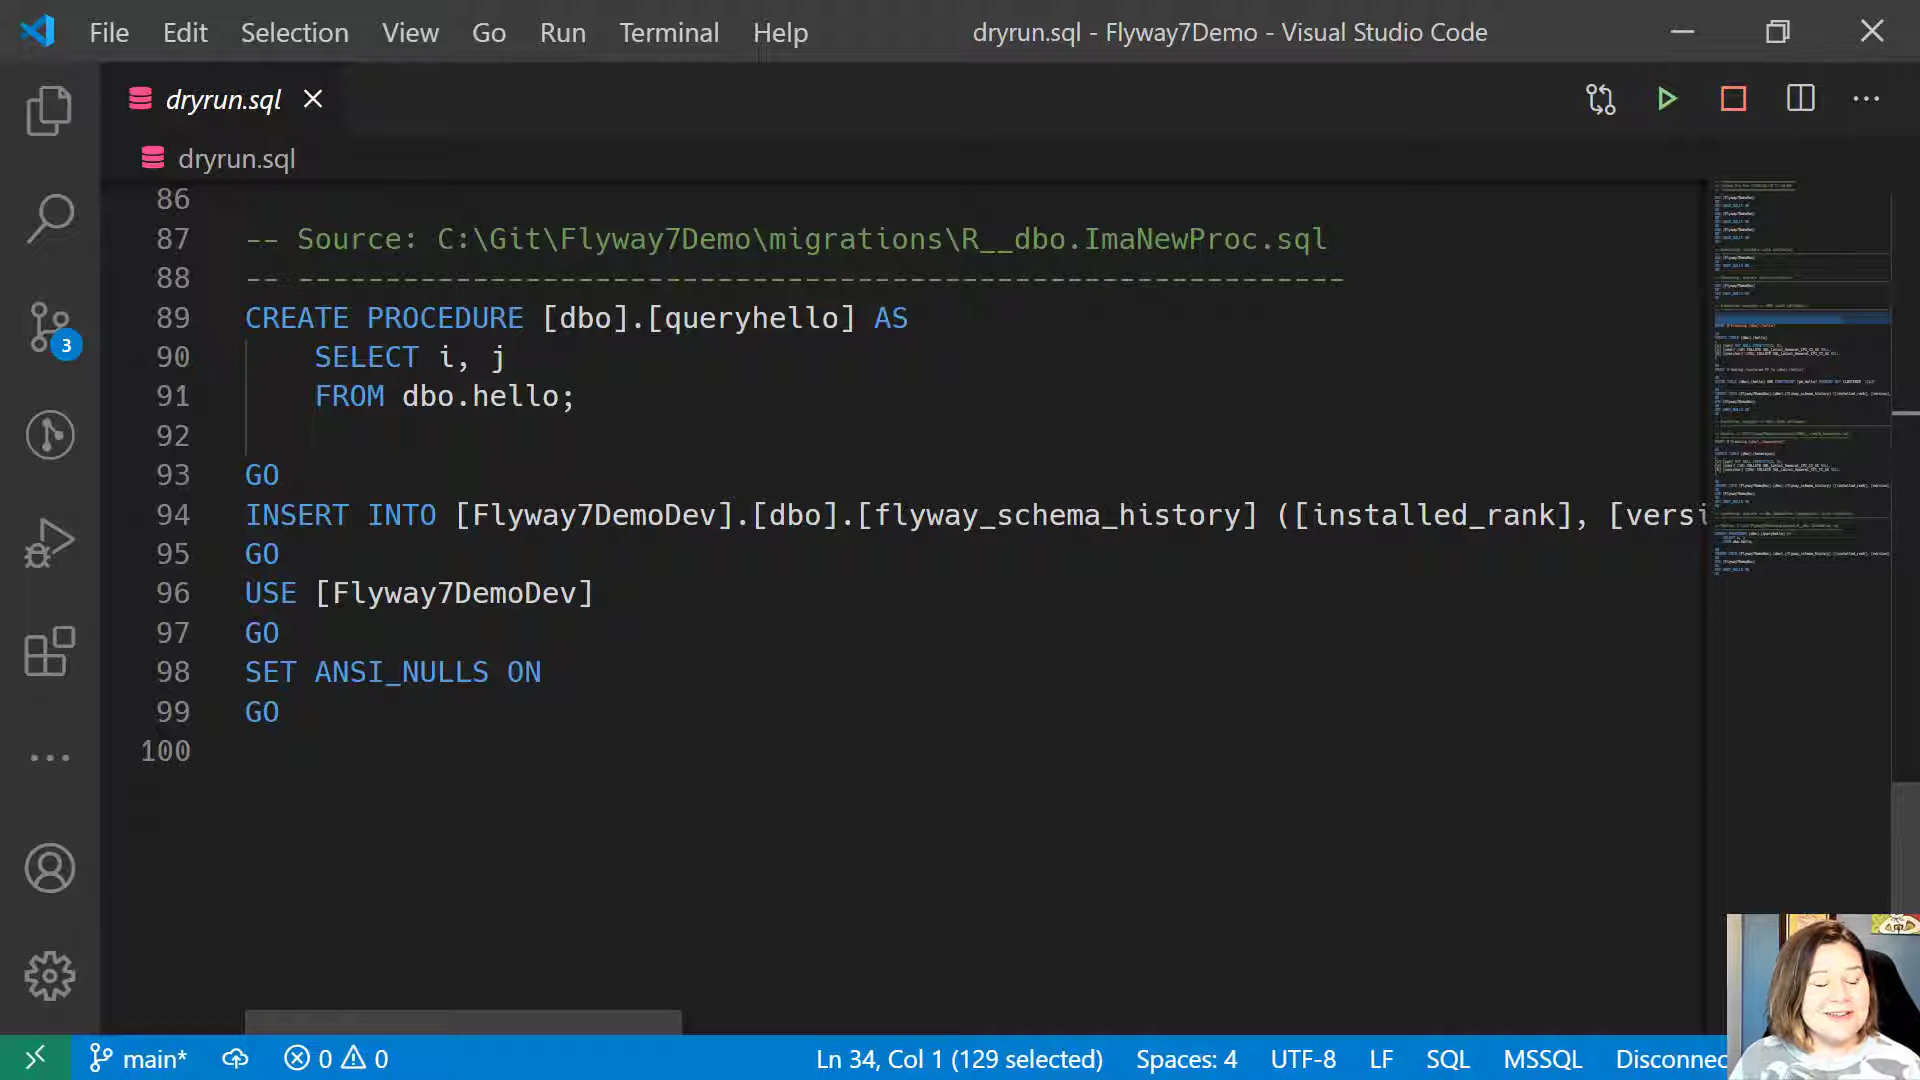 File Edit Selection View Go Run Terminal Help dryrun.sql - Flyway7Demo - Visual Studio Code
dryrun.sql
dryrun.sql
86
87 -- Source: C:\Git\Flyway7Demo\migrations\R__dbo.ImaNewProc.sql
88 -- ------------------------------------------------------------
89 CREATE PROCEDURE [dbo].[queryhello] AS
90 SELECT i, j
91 FROM dbo.hello;
92
93 GO
94 INSERT INTO [Flyway7DemoDev].[dbo].[flyway_schema_history] ([installed_rank], [versi
95 GO
96 USE [Flyway7DemoDev]
97 GO
98 SET ANSI_NULLS ON
99 GO
100
3
main* 0 0 Ln 34, Col 1 (129 selected) Spaces: 4 UTF-8 LF SQL MSSQL Disconnec